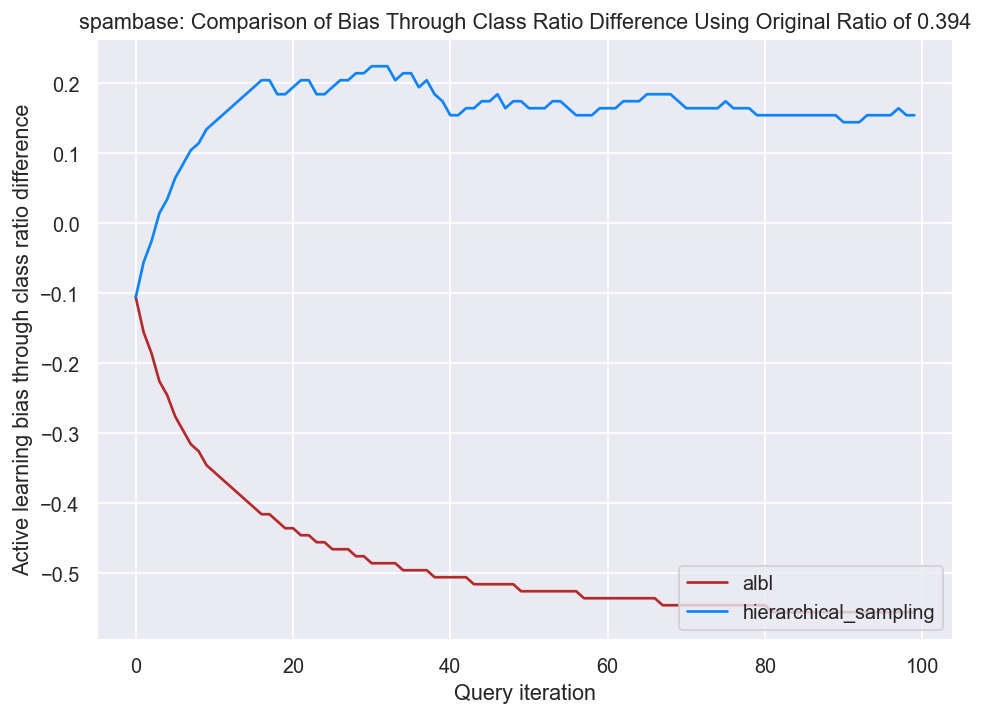 spambase: Comparison of Bias Through Class Ratio Difference Using Original Ratio of 0.394
Active learning bias through class ratio difference
0.2
0.1
0.0
−0.1
−0.2
−0.3
−0.4
−0.5
albl
hierarchical_sampling
0
20
40
60
80
100
Query iteration